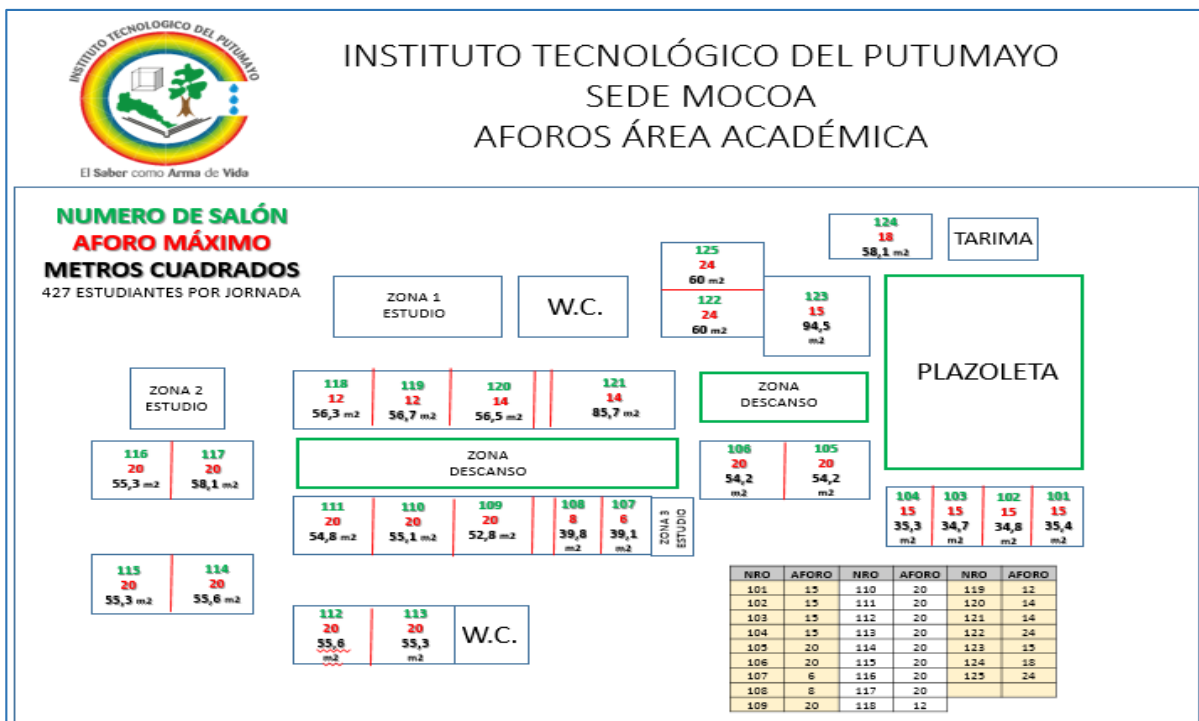 INSTITUTO TECNOLOGICO DEL PUTUMAYO
El Saber como Arma de Vida
INSTITUTO TECNOLÓGICO DEL PUTUMAYO
SEDE MOCOA
AFOROS ÁREA ACADÉMICA
NUMERO DE SALÓN
AFORO MÁXIMO
METROS CUADRADOS
427 ESTUDIANTES POR JORNADA
ZONA 1
ESTUDIO
W.C.
125
24
60 m2
122
24
60 m2
123
15
94,5
m2
124
18
58,1 m2
TARIMA
PLAZOLETA
ZONA 2
ESTUDIO
118
12
56,3 m2
119
12
56,7 m2
120
14
56,5 m2
121
14
85,7 m2
ZONA
DESCANSO
116
20
55,3 m2
117
20
58,1 m2
ZONA
DESCANSO
106
20
54,2
m2
105
20
54,2
m2
111
20
54,8 m2
110
20
55,1 m2
109
20
52,8 m2
108
8
39,8
m2
107
6
39,1
m2
ZONA 3
ESTUDIO
104
15
35,3
m2
103
15
34,7
m2
102
15
34,8
m2
101
15
35,4
m2
115
20
55,3 m2
114
20
55,6 m2
112
20
55,6
m2
113
20
55,3
m2
W.C.
NRO AFORO NRO AFORO NRO AFORO
101 15 110 20 119 12
102 15 111 20 120 14
103 15 112 20 121 14
104 15 113 20 122 24
105 20 114 20 123 15
106 20 115 20 124 18
107 6 116 20 125 24
108 8 117 20
109 20 118 12